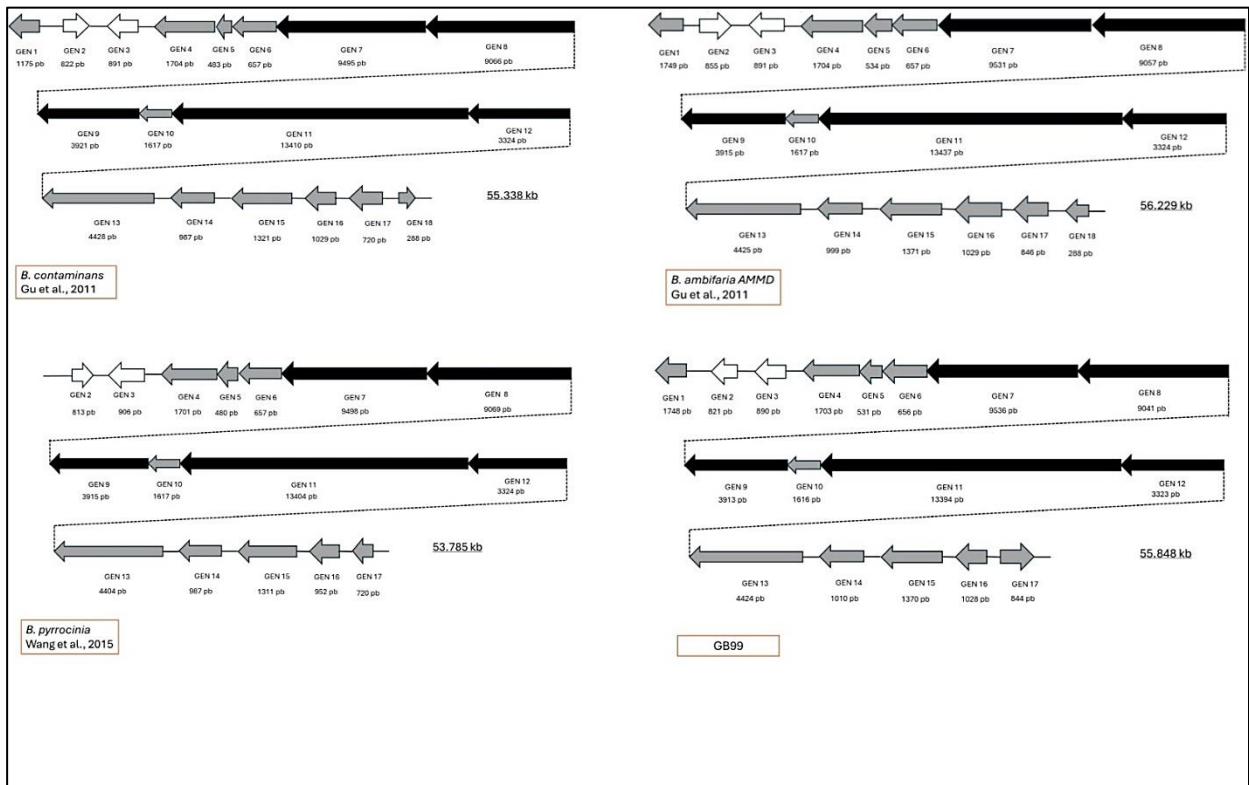 GEN 1 GEN 2 GEN 3 GEN 4 GEN 5 GEN 6 GEN 7 GEN 8
1175 pb 822 pb 891 pb 1704 pb 483 pb 657 pb 9495 pb 9066 pb
GEN 9 GEN 10 GEN 11 GEN 12
3921 pb 1617 pb 13410 pb 3324 pb
55.338 kb
GEN 13 GEN 14 GEN 15 GEN 16 GEN 17 GEN 18
4428 pb 987 pb 1321 pb 1029 pb 720 pb 288 pb
B. contaminans
Gu et al., 2011
GEN1 GEN2 GEN 3 GEN 4 GEN 5 GEN 6 GEN 7 GEN 8
1749 pb 855 pb 891 pb 1704 pb 534 pb 657 pb 9531 pb 9057 pb
GEN 9 GEN 10 GEN 11 GEN 12
3915 pb 1617 pb 13437 pb 3324 pb
56.229 kb
GEN 13 GEN 14 GEN 15 GEN 16 GEN 17 GEN 18
4425 pb 999 pb 1371 pb 1029 pb 846 pb 288 pb
B. ambifaria AMMD
Gu et al., 2011
GEN 2 GEN 3 GEN 4 GEN 5 GEN 6 GEN 7 GEN 8
813 pb 906 pb 1701 pb 480 pb 657 pb 9498 pb 9069 pb
GEN 9 GEN 10 GEN 11 GEN 12
3915 pb 1617 pb 13404 pb 3324 pb
53.785 kb
GEN 13 GEN 14 GEN 15 GEN 16 GEN 17
4404 pb 987 pb 1311 pb 952 pb 720 pb
B. pyrrocinia
Wang et al., 2015
GEN 1 GEN 2 GEN 3 GEN 4 GEN 5 GEN 6 GEN 7 GEN 8
1748 pb 821 pb 890 pb 1703 pb 531 pb 656 pb 9536 pb 9041 pb
GEN 9 GEN 10 GEN 11 GEN 12
3913 pb 1616 pb 13394 pb 3323 pb
55.848 kb
GEN 13 GEN 14 GEN 15 GEN 16 GEN 17
4424 pb 1010 pb 1370 pb 1028 pb 844 pb
GB99